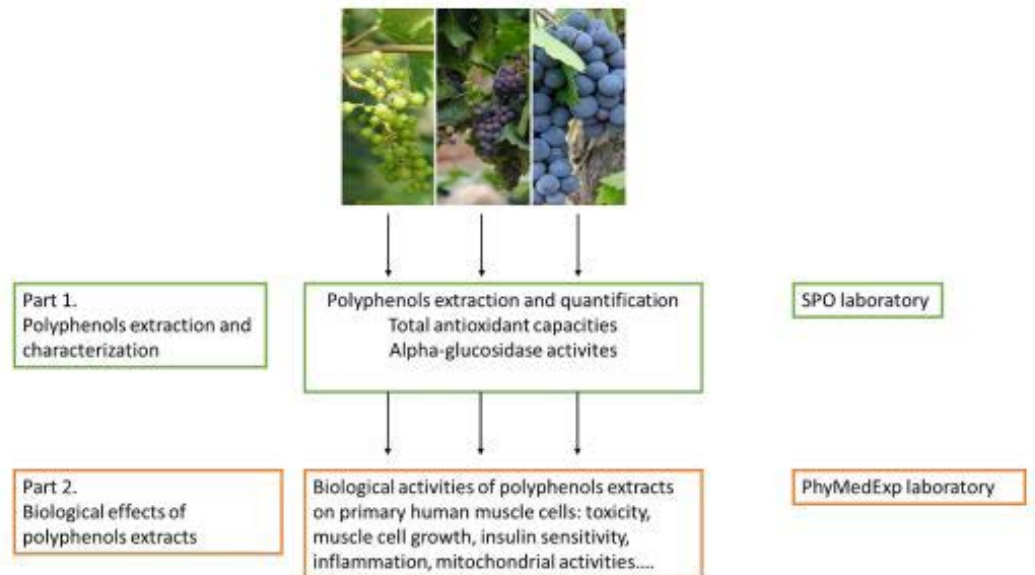 Part 1.
Polyphenols extraction and
characterization
Polyphenols extraction and quantification
Total antioxidant capacities
Alpha-glucosidase activites
SPO laboratory
Part 2.
Biological effects of
polyphenols extracts
Biological activities of polyphenols extracts
on primary human muscle cells: toxicity,
muscle cell growth, insulin sensitivity,
inflammation, mitochondrial activities....
PhyMedExp laboratory